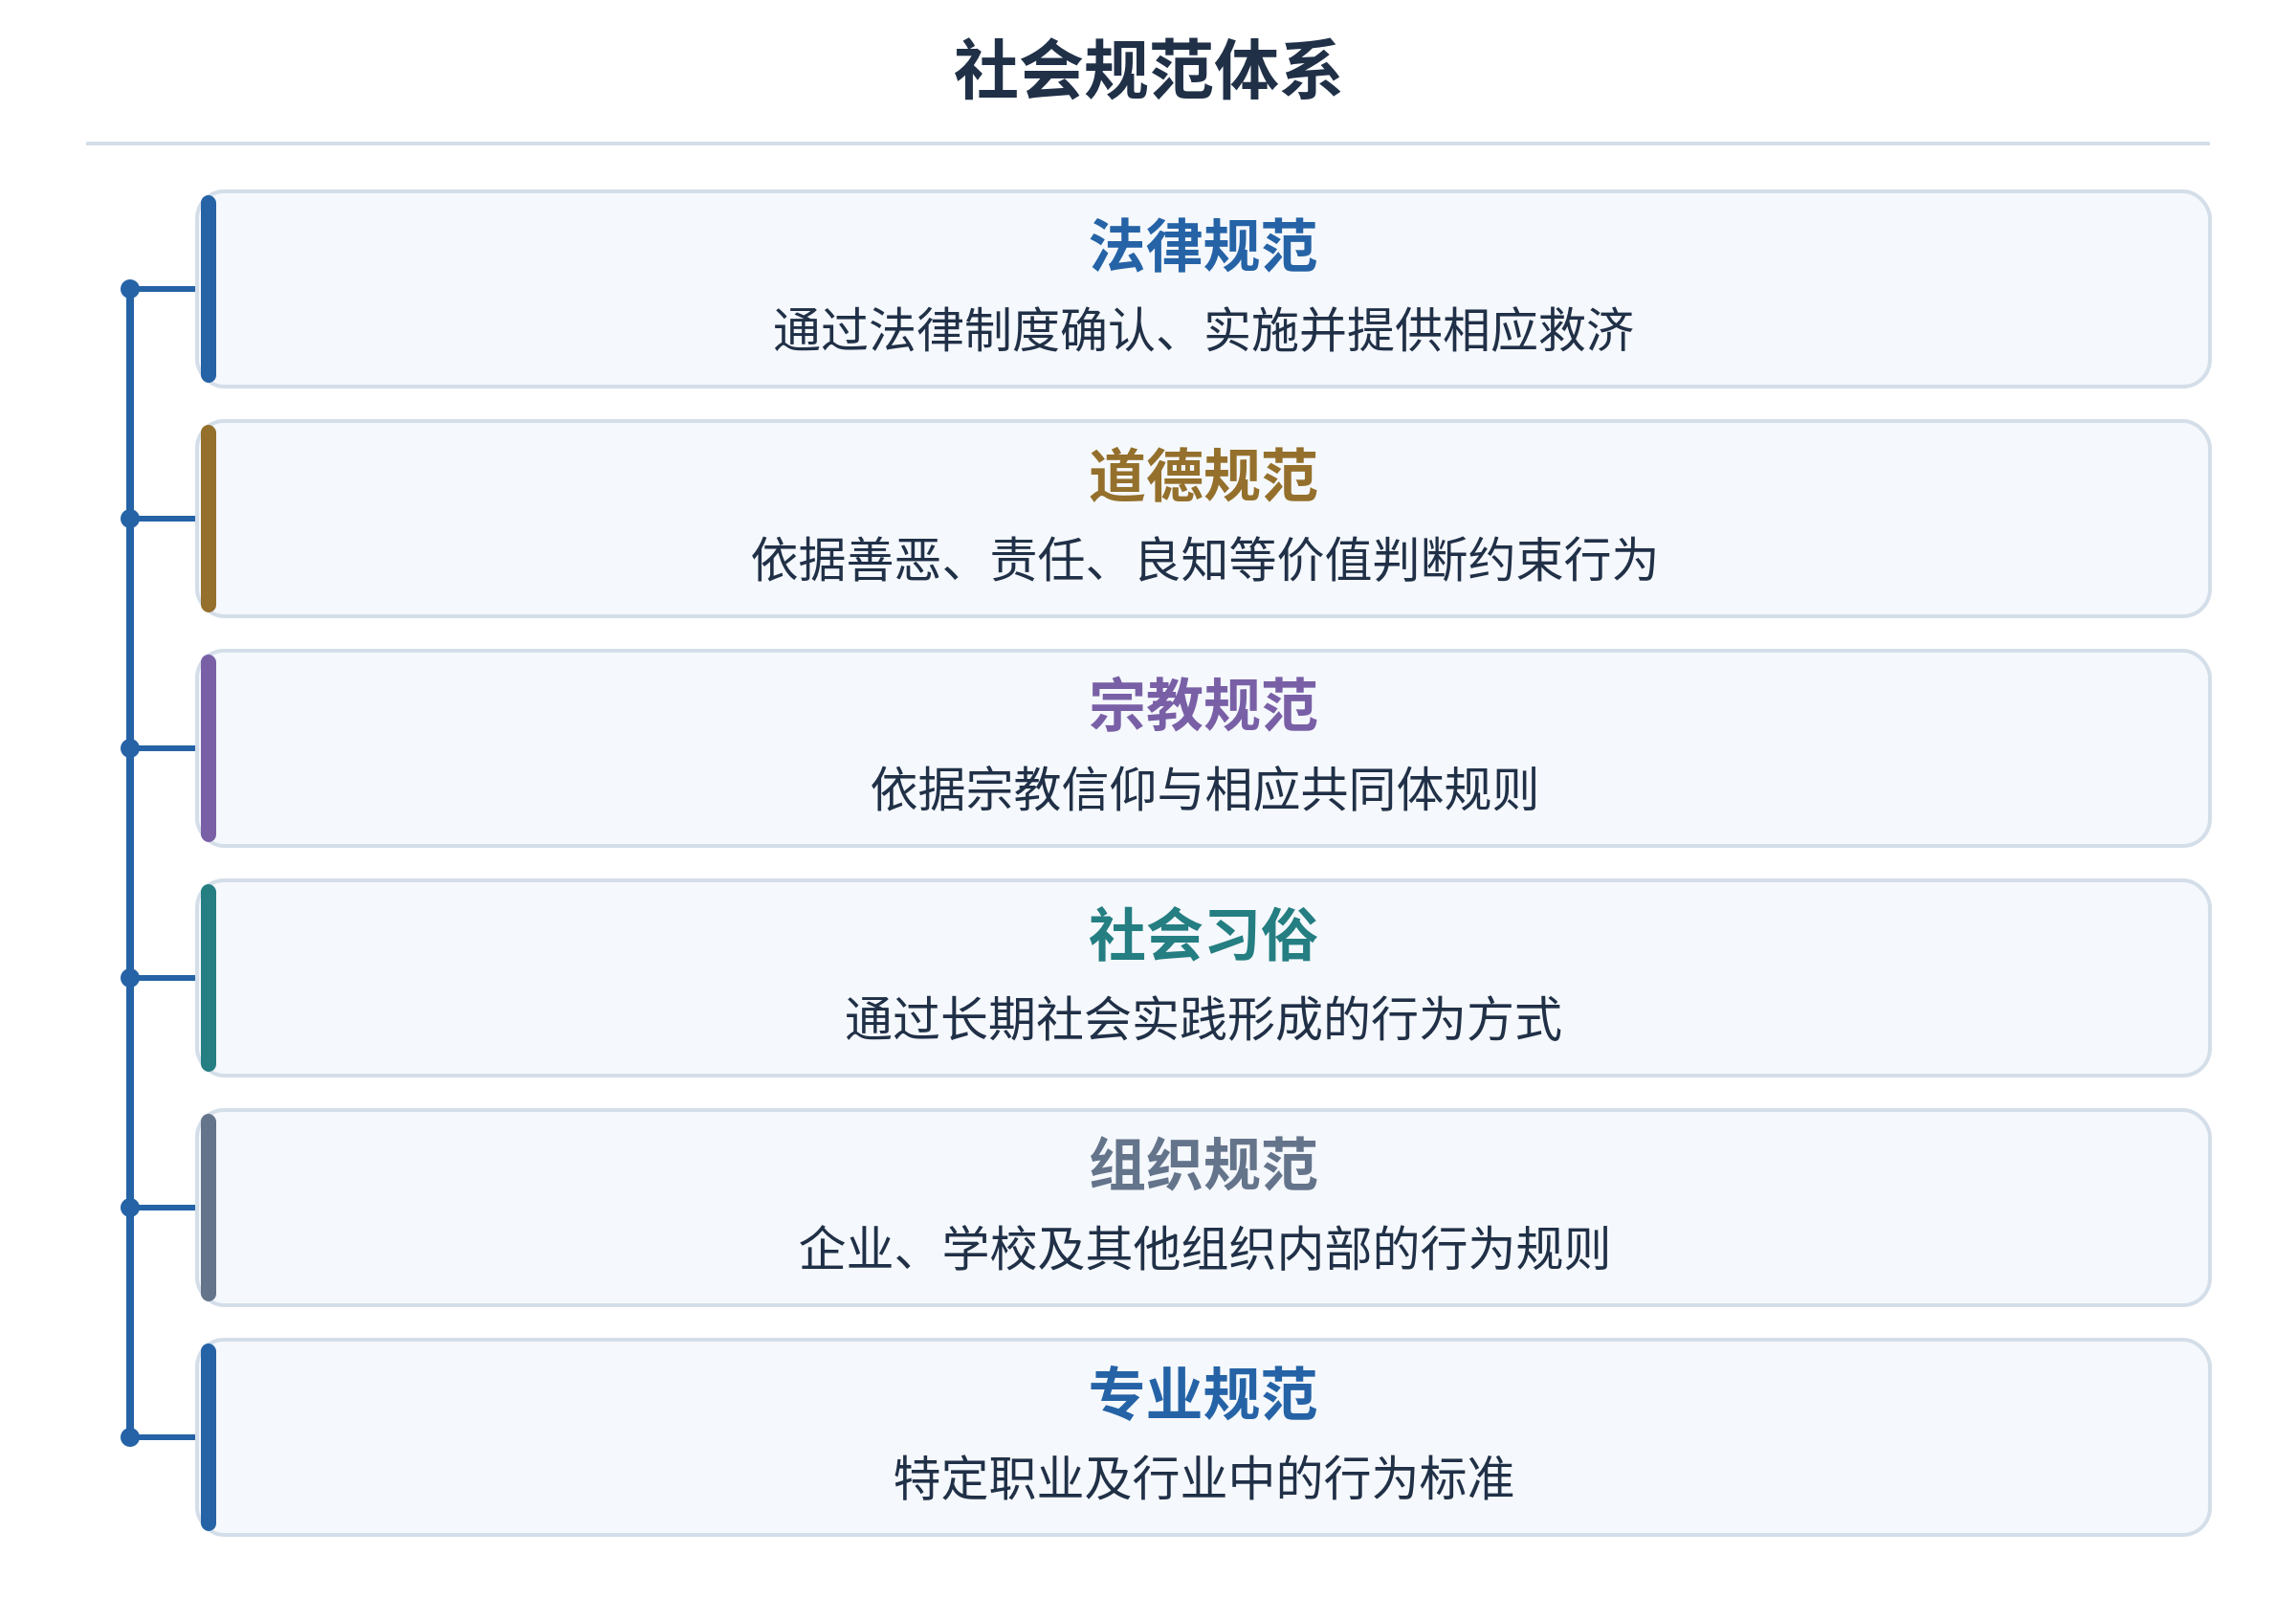 社会规范体系
法律规范
通过法律制度确认、实施并提供相应救济
道德规范
依据善恶、责任、良知等价值判断约束行为
宗教规范
依据宗教信仰与相应共同体规则
社会习俗
通过长期社会实践形成的行为方式
组织规范
企业、学校及其他组织内部的行为规则
专业规范
特定职业及行业中的行为标准